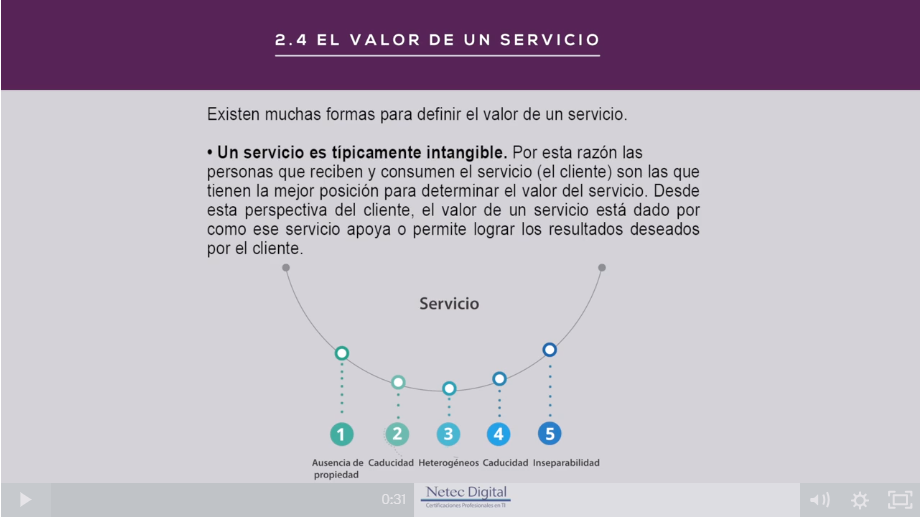 2.4 EL VALOR DE UN SERVICIO
Existen muchas formas para definir el valor de un servicio.
• Un servicio es típicamente intangible. Por esta razón las
personas que reciben y consumen el servicio (el cliente) son las que
tienen la mejor posición para determinar el valor del servicio. Desde
esta perspectiva del cliente, el valor de un servicio está dado por
como ese servicio apoya o permite lograr los resultados deseados
por el cliente.
Servicio
1 2 3 4 5
Ausencia de Caducidad Heterogéneos Caducidad Inseparabilidad
propiedad
0:31
Netec Digital
Certificaciones Profesionales en TI